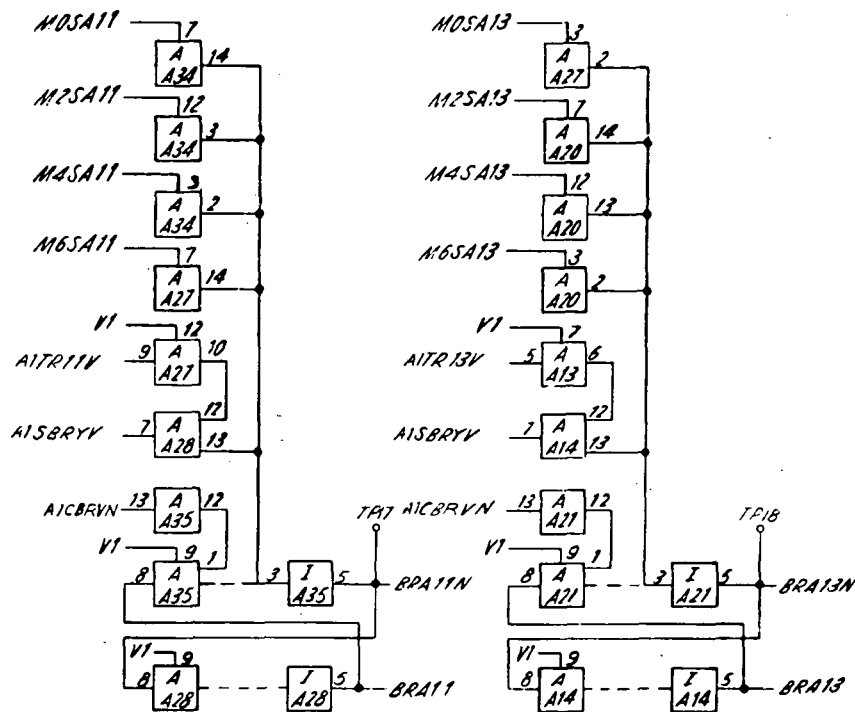 M0SA11 7 A A34 14
M2SA11 12 A A34 3
M4SA11 3 A A34 2
M6SA11 7 A A27 14
V1 12
A1TR11V 9 A A27 10
12
A1SBRYV 7 A A28 13
A1CBRVN 13 A A35 12
V1 9 1
8 A A35 3 I A35 5 BPA11N
TP17
V1 9
8 A A28 I A28 5 BRA11
M0SA13 3 A A27 2
M2SA13 7 A A20 14
M4SA13 12 A A20 13
M6SA13 3 A A20 2
V1 7
A1TR13V 5 A A13 6
12
A1SBRYV 7 A A14 13
A1CBRVN 13 A A21 12
V1 9 1
8 A A21 3 I A21 5 BRA13N
TP18
V1 9
8 A A14 I A14 5 BRA13